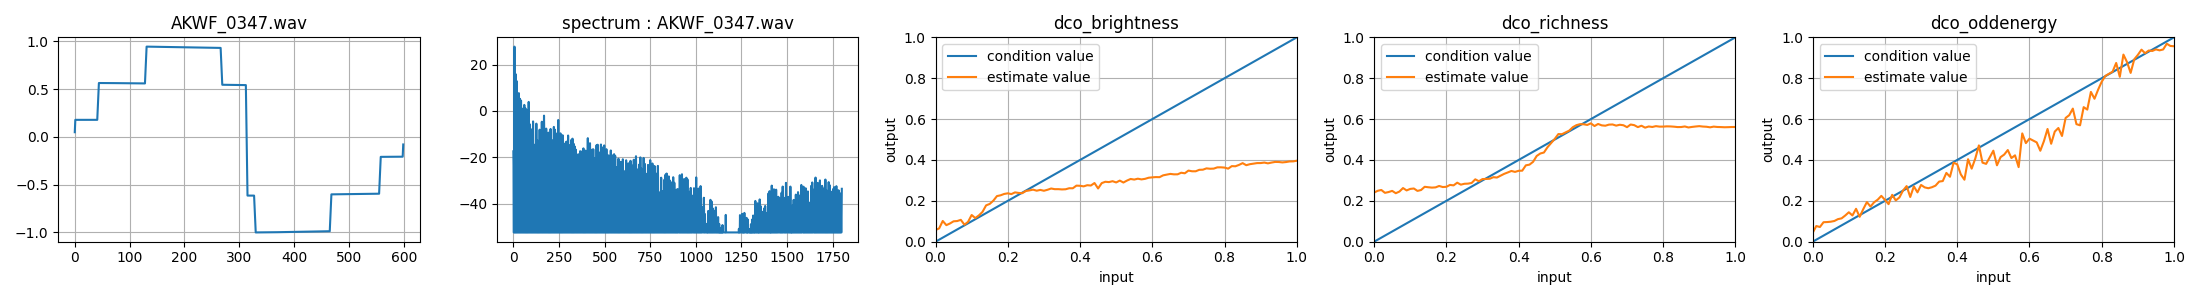 AKWF_0347.wav
1.0
0.5
0.0
−0.5
−1.0
0 100 200 300 400 500 600
spectrum : AKWF_0347.wav
20
0
−20
−40
0 250 500 750 1000 1250 1500 1750
dco_brightness
condition value
estimate value
output
1.0
0.8
0.6
0.4
0.2
0.0
0.0 0.2 0.4 0.6 0.8 1.0
input
dco_richness
condition value
estimate value
output
1.0
0.8
0.6
0.4
0.2
0.0
0.0 0.2 0.4 0.6 0.8 1.0
input
dco_oddenergy
condition value
estimate value
output
1.0
0.8
0.6
0.4
0.2
0.0
0.0 0.2 0.4 0.6 0.8 1.0
input